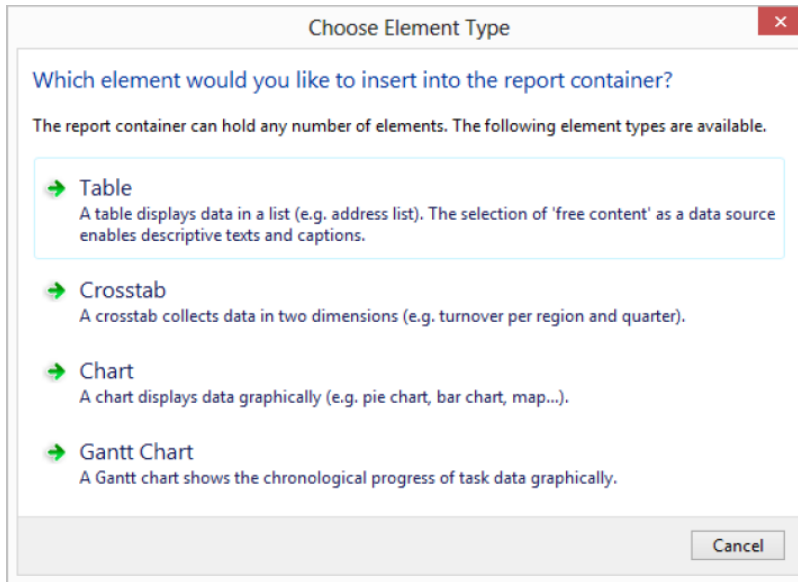 Choose Element Type
Which element would you like to insert into the report container?
The report container can hold any number of elements. The following element types are available.
Table
A table displays data in a list (e.g. address list). The selection of 'free content' as a data source
enables descriptive texts and captions.
Crosstab
A crosstab collects data in two dimensions (e.g. turnover per region and quarter).
Chart
A chart displays data graphically (e.g. pie chart, bar chart, map...).
Gantt Chart
A Gantt chart shows the chronological progress of task data graphically.
Cancel